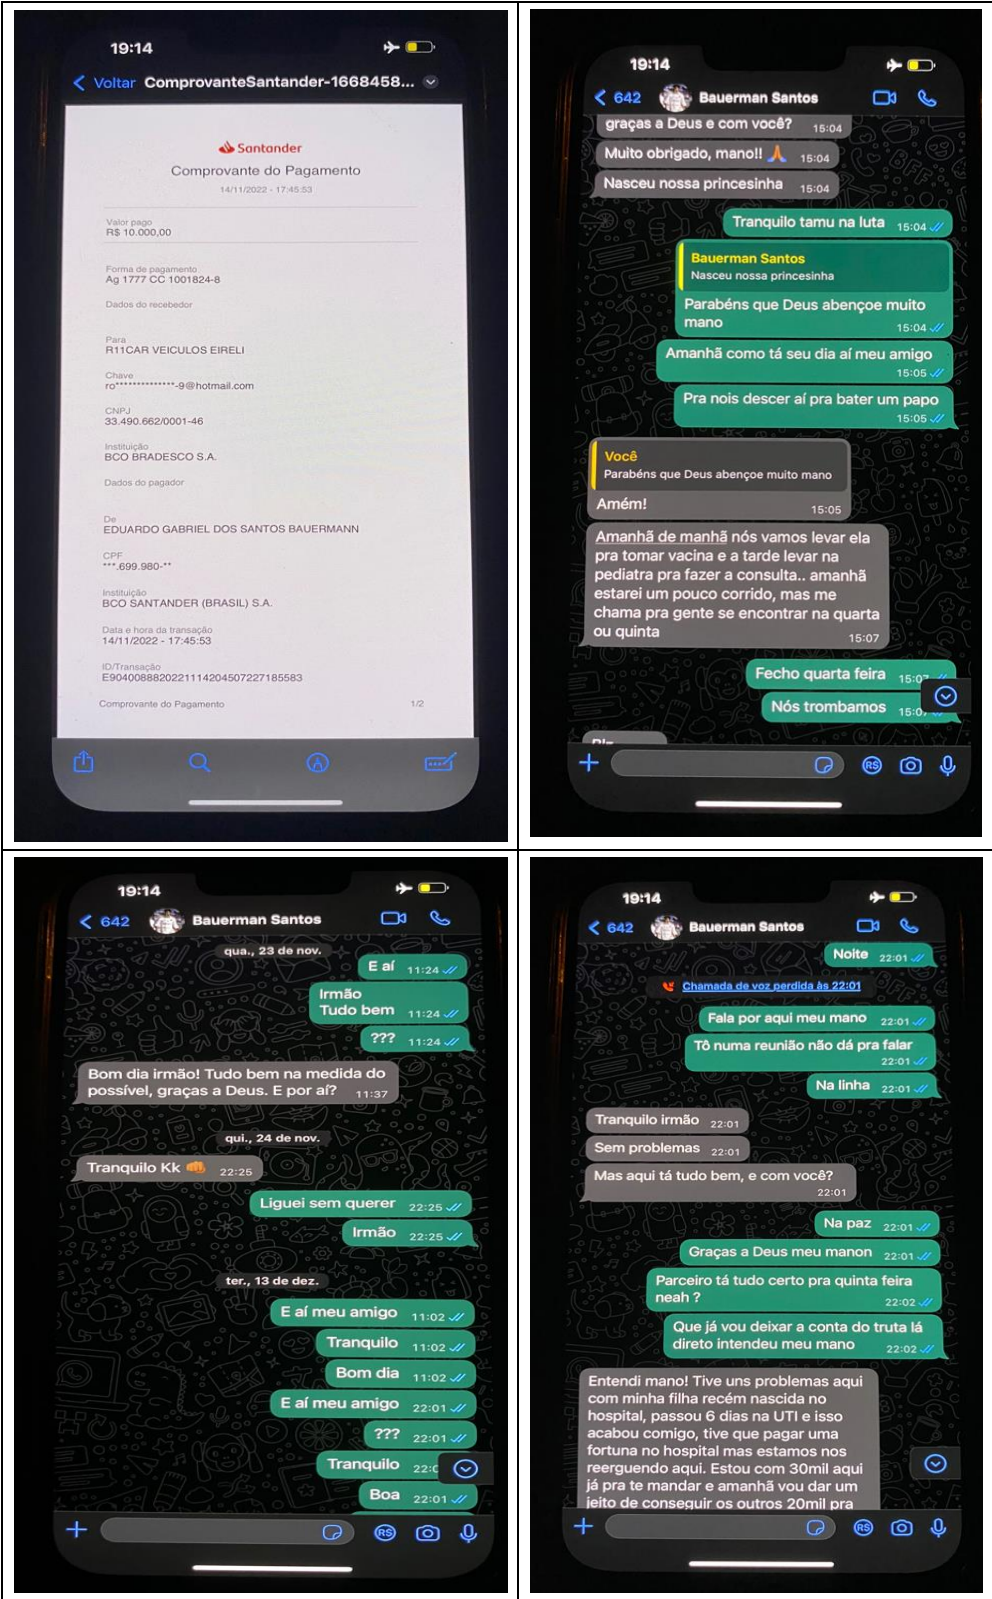 19:14
Voltar ComprovanteSantander-1668458...
Santander
Comprovante do Pagamento
14/11/2022 - 17:45:53
Valor pago
R$ 10.000,00
Forma de pagamento
Ag 1777 CC 1001824-8
Dados do recebedor
Para
R11CAR VEICULOS EIRELI
Chave
ro**************-9@hotmail.com
CNPJ
33.490.662/0001-46
Instituição
BCO BRADESCO S.A.
Dados do pagador
De
EDUARDO GABRIEL DOS SANTOS BAUERMANN
CPF
***.699.980-**
Instituição
BCO SANTANDER (BRASIL) S.A.
Data e hora da transação
14/11/2022 - 17:45:53
ID/Transação
E9040088820221114204507227185583
Comprovante do Pagamento 1/2
19:14
642 Bauerman Santos
graças a Deus e com você? 15:04
Muito obrigado, mano!! 🙏 15:04
Nasceu nossa princesinha 15:04
Tranquilo tamu na luta 15:04
Bauerman Santos
Nasceu nossa princesinha
Parabéns que Deus abençoe muito
mano 15:04
Amanhã como tá seu dia aí meu amigo
15:05
Pra nois descer aí pra bater um papo
15:05
Você
Parabéns que Deus abençoe muito mano
Amém! 15:05
Amanhã de manhã nós vamos levar ela
pra tomar vacina e a tarde levar na
pediatra pra fazer a consulta.. amanhã
estarei um pouco corrido, mas me
chama pra gente se encontrar na quarta
ou quinta 15:07
Fecho quarta feira 15:07
Nós trombamos
RS
19:14
642 Bauerman Santos
qua., 23 de nov.
E aí 11:24
Irmão
Tudo bem 11:24
??? 11:24
Bom dia irmão! Tudo bem na medida do
possível, graças a Deus. E por aí? 11:37
qui., 24 de nov.
Tranquilo Kk 👊 22:25
Liguei sem querer 22:25
Irmão 22:25
ter., 13 de dez.
E aí meu amigo 11:02
Tranquilo 11:02
Bom dia 11:02
E aí meu amigo 22:01
??? 22:01
Tranquilo
Boa 22:01
RS
19:14
642 Bauerman Santos
Noite 22:01
Chamada de voz perdida às 22:01
Fala por aqui meu mano 22:01
Tô numa reunião não dá pra falar
22:01
Na linha 22:01
Tranquilo irmão 22:01
Sem problemas 22:01
Mas aqui tá tudo bem, e com você?
22:01
Na paz 22:01
Graças a Deus meu manon 22:01
Parceiro tá tudo certo pra quinta feira
neah ? 22:02
Que já vou deixar a conta do truta lá
direto intendeu meu mano 22:02
Entendi mano! Tive uns problemas aqui
com minha filha recém nascida no
hospital, passou 6 dias na UTI e isso
acabou comigo, tive que pagar uma
fortuna no hospital mas estamos nos
reerguendo aqui. Estou com 30mil aqui
já pra te mandar e amanhã vou dar um
jeito de conseguir os outros 20mil pra
RS